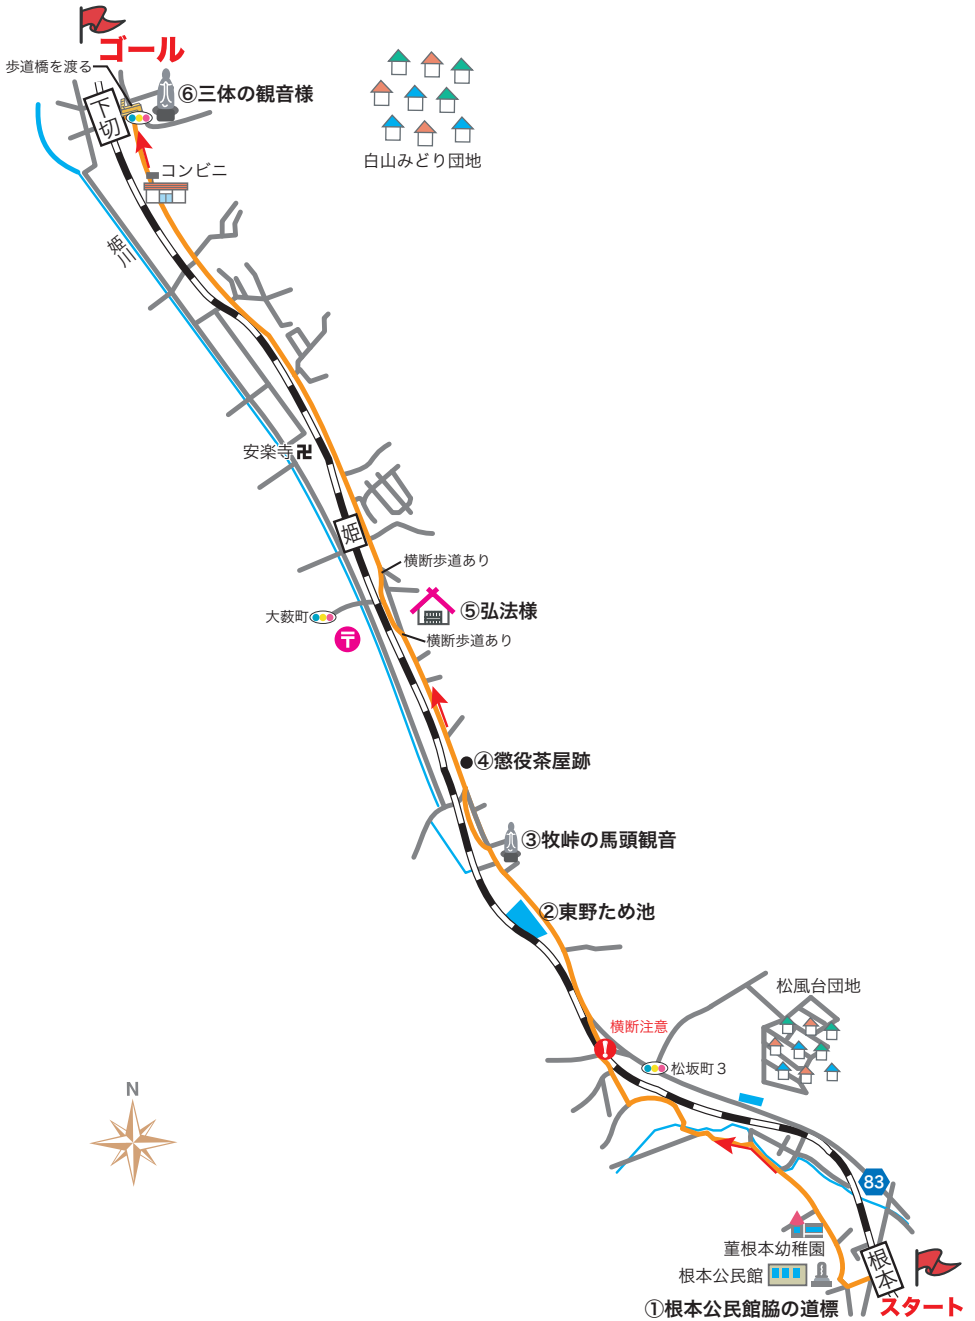 ゴール
歩道橋を渡る
⑥三体の観音様
下切
コンビニ
白山みどり団地
姫川
安楽寺卍
姫
横断歩道あり
大薮町
〒
⑤弘法様
横断歩道あり
④懲役茶屋跡
③牧峠の馬頭観音
②東野ため池
松風台団地
横断注意
!
松坂町3
N
83
菫根本幼稚園
根本
根本公民館
①根本公民館脇の道標
スタート